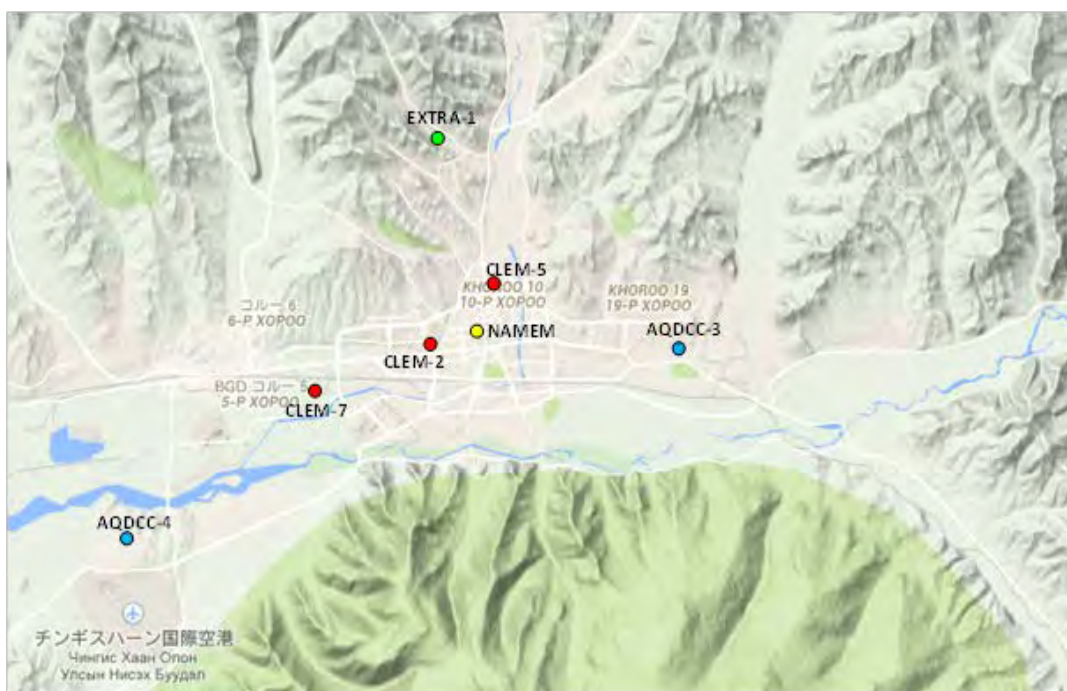 EXTRA-1
CLEM-5
KHOROO 10
10-Р ХОРОО
KHOROO 19
19-Р ХОРОО
コルー 6
6-Р ХОРОО
NAMEM
AQDCC-3
CLEM-2
BGD コルー 5
5-Р ХОРОО
CLEM-7
AQDCC-4
チンギスハーン国際空港
Чингис Хаан Олон
Улсын Нисэх Буудал